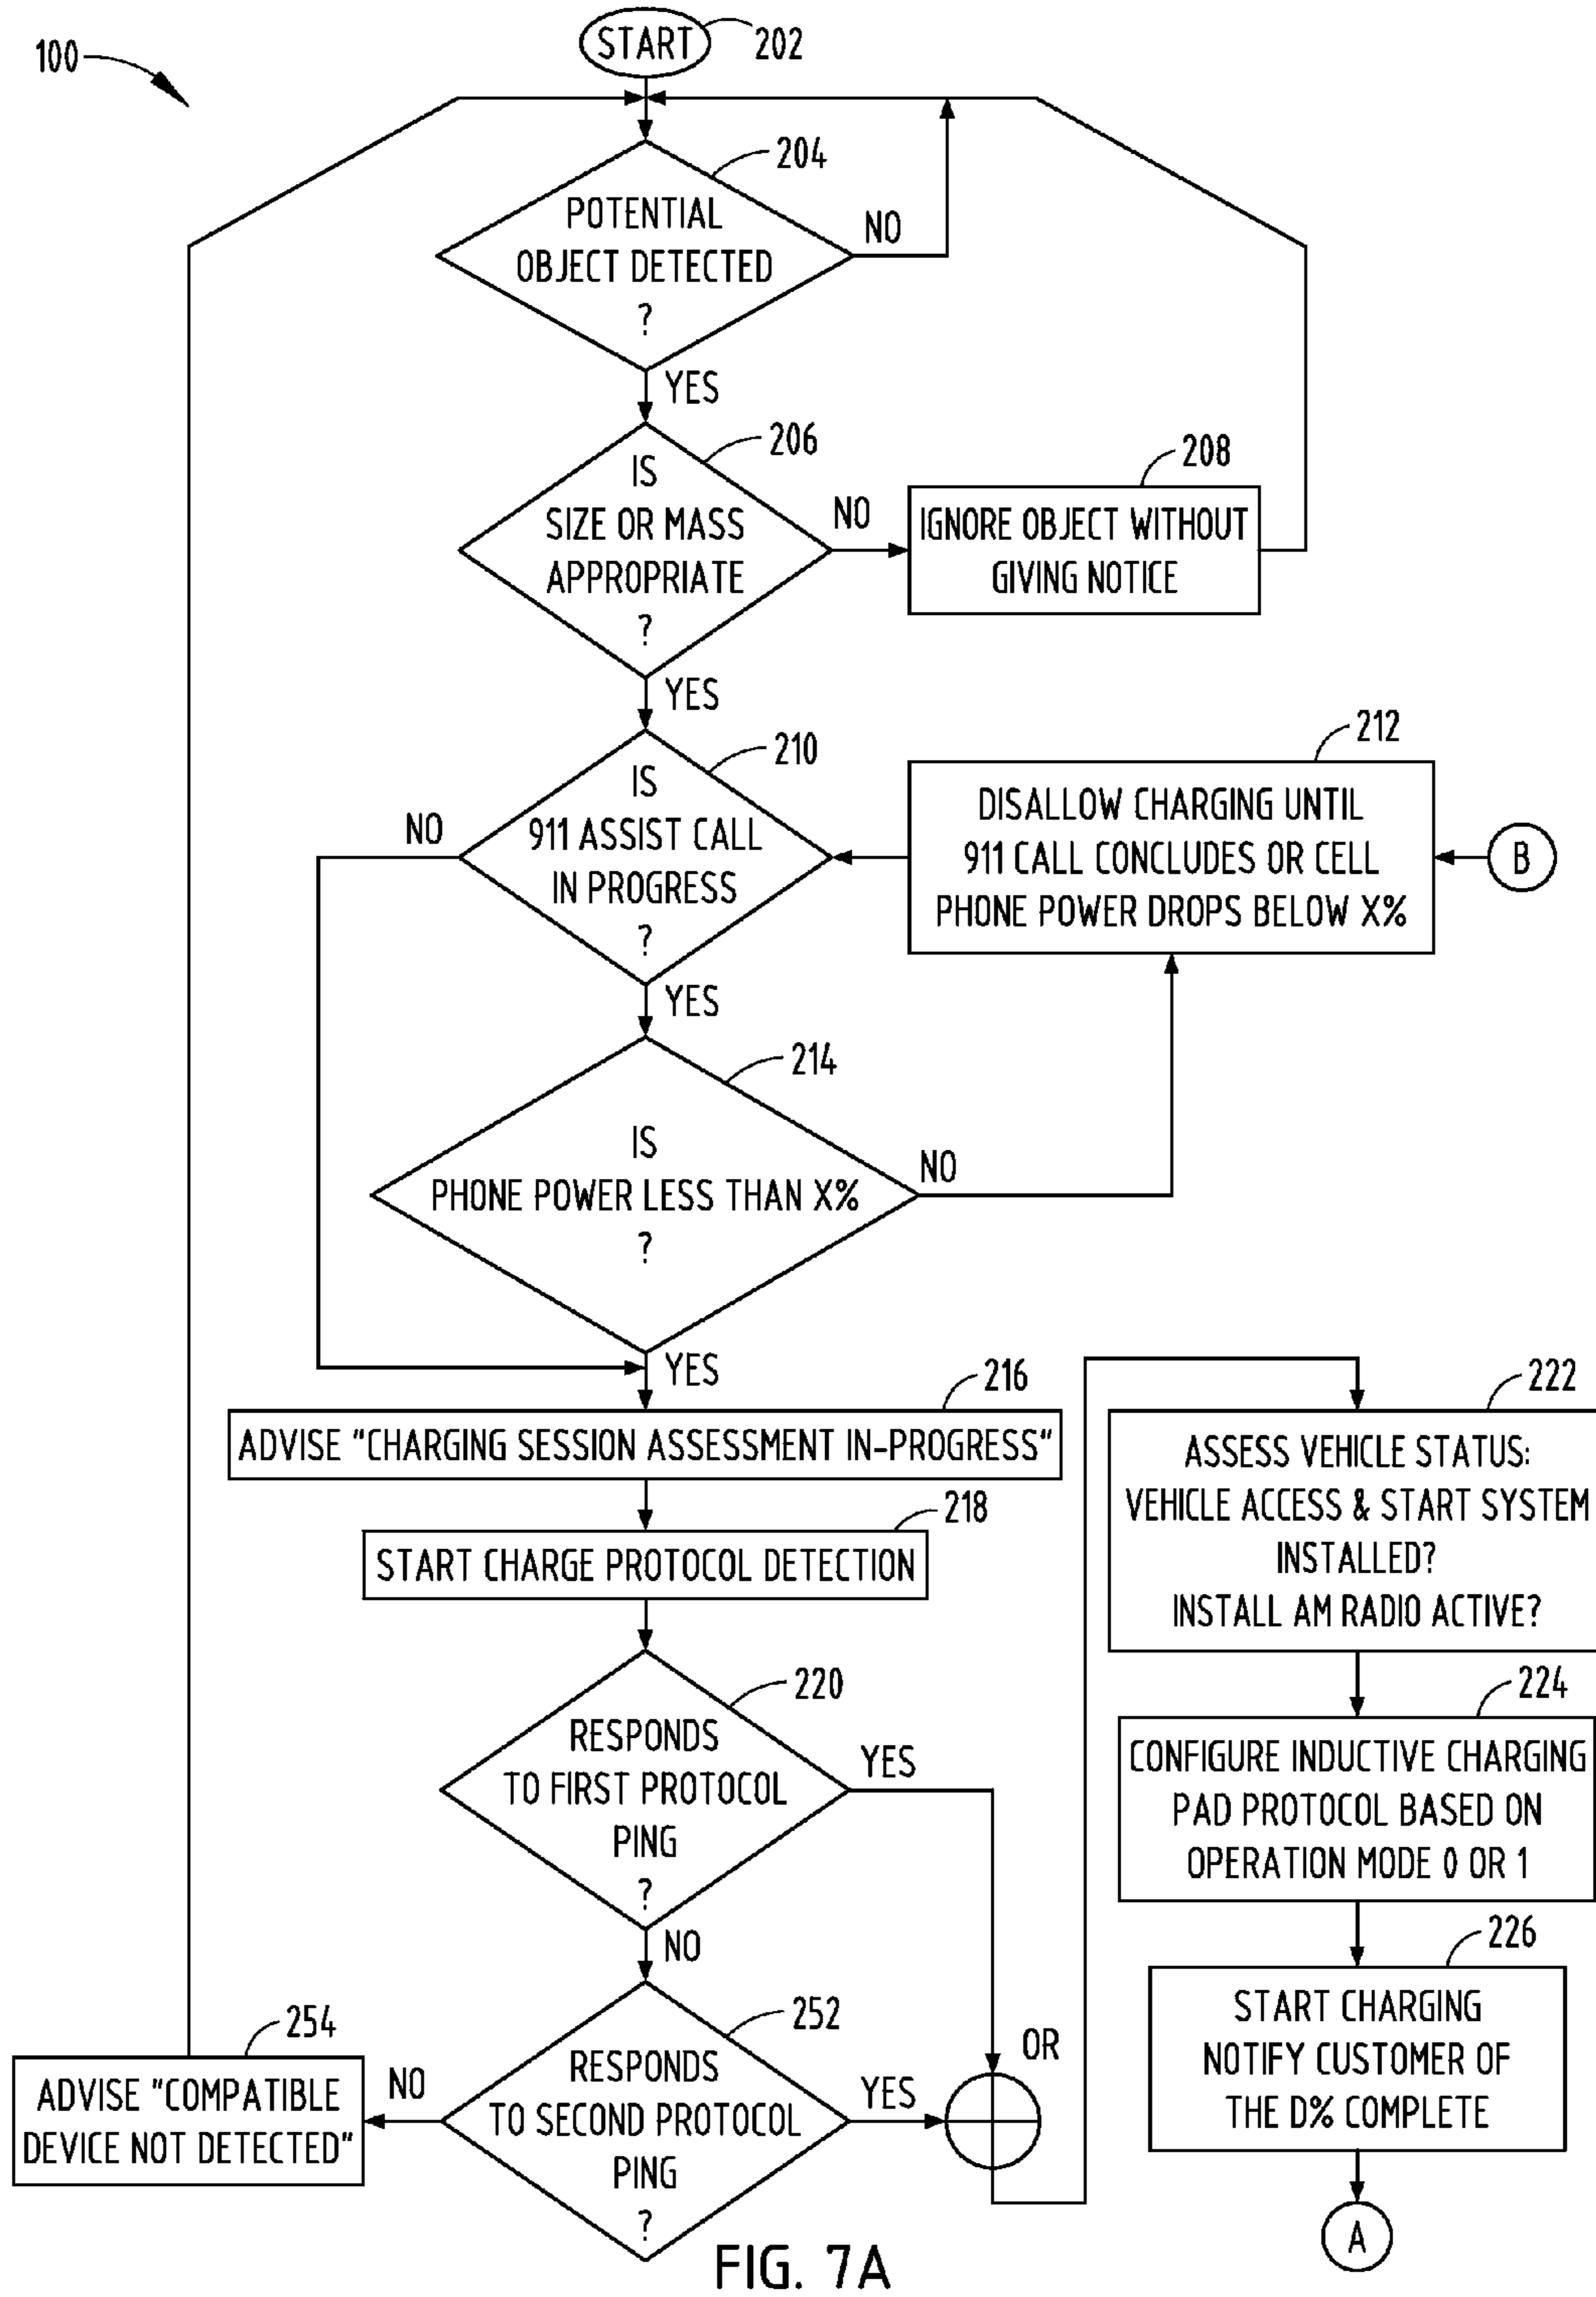 100
START
202
204
POTENTIAL
OBJECT DETECTED
?
NO
YES
206
IS
SIZE OR MASS
APPROPRIATE
?
NO
208
IGNORE OBJECT WITHOUT
GIVING NOTICE
YES
210
IS
911 ASSIST CALL
IN PROGRESS
?
NO
212
DISALLOW CHARGING UNTIL
911 CALL CONCLUDES OR CELL
PHONE POWER DROPS BELOW X%
B
YES
214
IS
PHONE POWER LESS THAN X%
?
NO
YES
216
ADVISE "CHARGING SESSION ASSESSMENT IN-PROGRESS"
218
START CHARGE PROTOCOL DETECTION
220
RESPONDS
TO FIRST PROTOCOL
PING
?
YES
NO
252
RESPONDS
TO SECOND PROTOCOL
PING
?
NO
254
ADVISE "COMPATIBLE
DEVICE NOT DETECTED"
YES
OR
222
ASSESS VEHICLE STATUS:
VEHICLE ACCESS & START SYSTEM
INSTALLED?
INSTALL AM RADIO ACTIVE?
224
CONFIGURE INDUCTIVE CHARGING
PAD PROTOCOL BASED ON
OPERATION MODE 0 OR 1
226
START CHARGING
NOTIFY CUSTOMER OF
THE D% COMPLETE
A
FIG. 7A